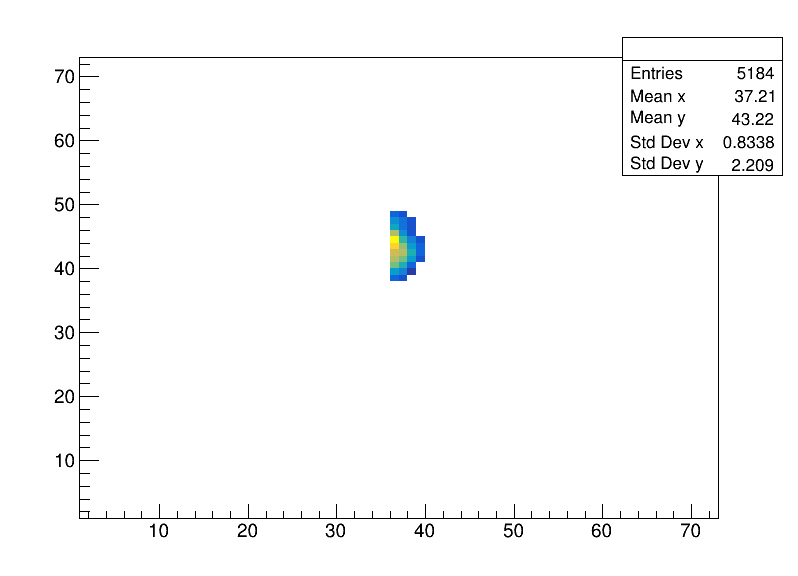 Entries 5184
Mean x 37.21
Mean y 43.22
Std Dev x 0.8338
Std Dev y 2.209
70
60
50
40
30
20
10
10 20 30 40 50 60 70